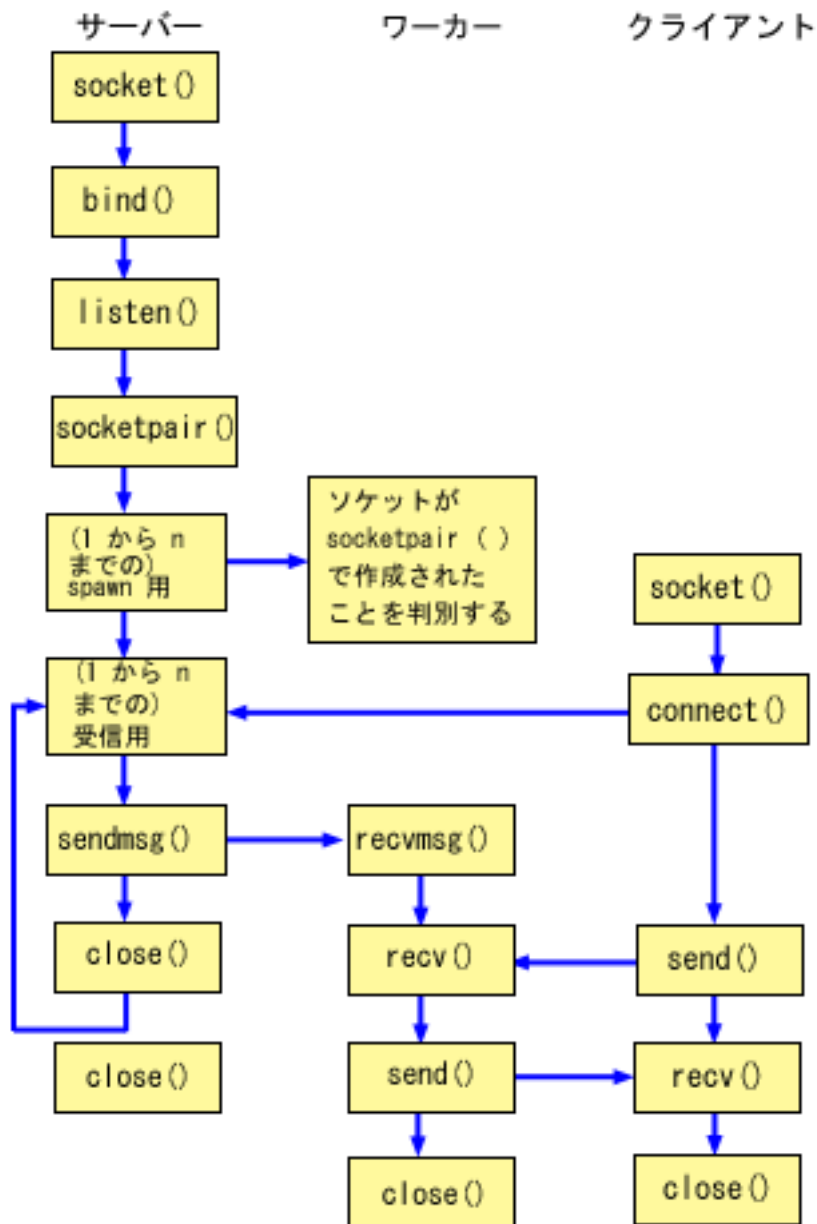 サーバー
ワーカー
クライアント
socket()
bind()
listen()
socketpair()
(1 から n
までの)
spawn 用
ソケットが
socketpair ( )
で作成された
ことを判別する
socket()
(1 から n
までの)
受信用
connect()
sendmsg()
recvmsg()
close()
recv()
send()
close()
send()
recv()
close()
close()